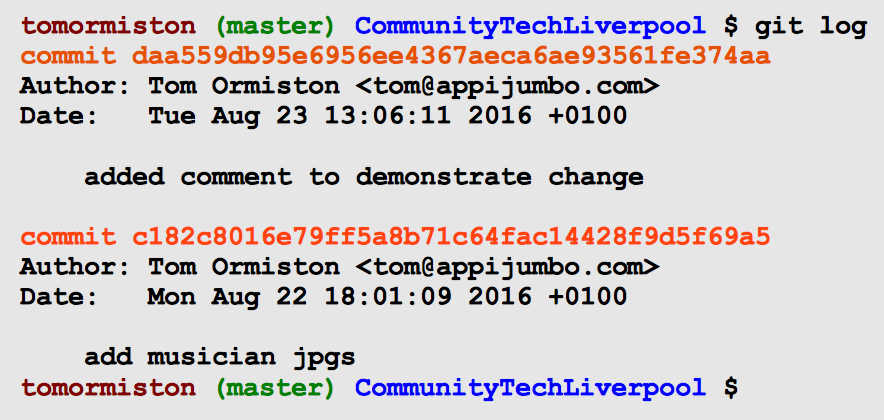 tomormiston (master) CommunityTechLiverpool $ git log
commit daa559db95e6956ee4367aeca6ae93561fe374aa
Author: Tom Ormiston <tom@appijumbo.com>
Date:   Tue Aug 23 13:06:11 2016 +0100
    added comment to demonstrate change
commit c182c8016e79ff5a8b71c64fac14428f9d5f69a5
Author: Tom Ormiston <tom@appijumbo.com>
Date:   Mon Aug 22 18:01:09 2016 +0100
    add musician jpgs
tomormiston (master) CommunityTechLiverpool $